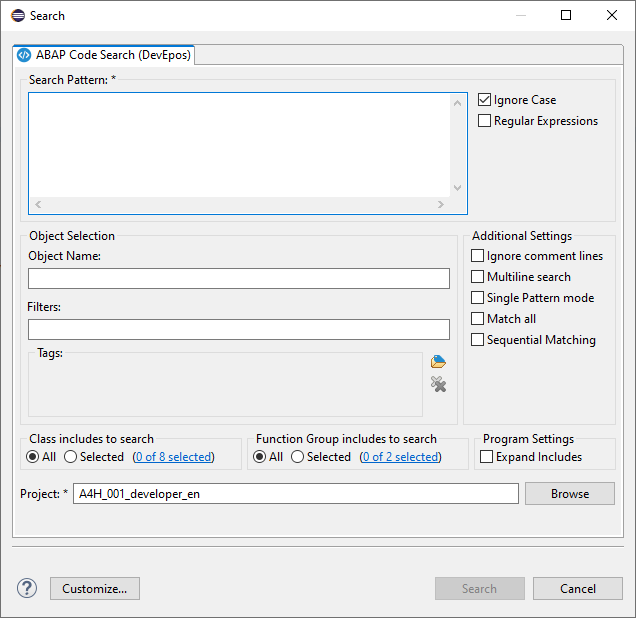 Search
ABAP Code Search (DevEpos)
Search Pattern: *
Ignore Case
Regular Expressions
Object Selection
Object Name:
Filters:
Tags:
Additional Settings
Ignore comment lines
Multiline search
Single Pattern mode
Match all
Sequential Matching
Class includes to search
All Selected (0 of 8 selected)
Function Group includes to search
All Selected (0 of 2 selected)
Program Settings
Expand Includes
Project: * A4H_001_developer_en Browse
? Customize... Search Cancel